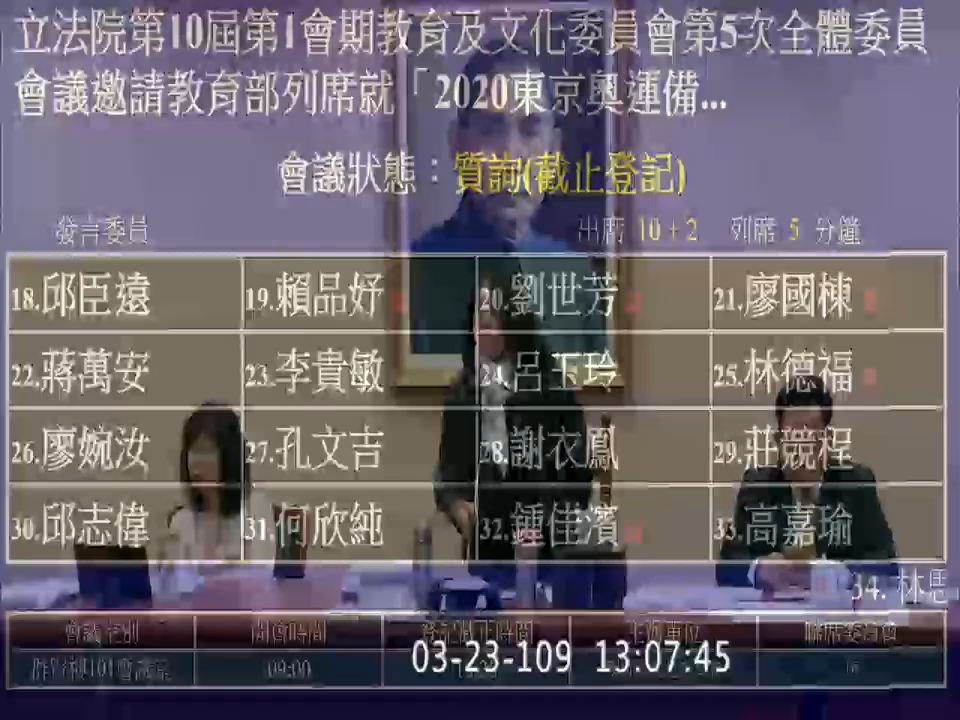 立法院第10屆第1會期教育及文化委員會第5次全體委員
會議邀請教育部列席就「2020東京奧運備...
會議狀態：質詢(截止登記)
發言委員 出席 10 + 2 列席 5 分鐘
18.邱臣遠 19.賴品妤 20.劉世芳 21.廖國棟
22.蔣萬安 23.李貴敏 24.呂玉玲 25.林德福
26.廖婉汝 27.孔文吉 28.謝衣鳳 29.莊競程
30.邱志偉 31.何欣純 32.鍾佳濱 33.高嘉瑜
34. 林思
開會時間
09:00
03-23-109 13:07:45